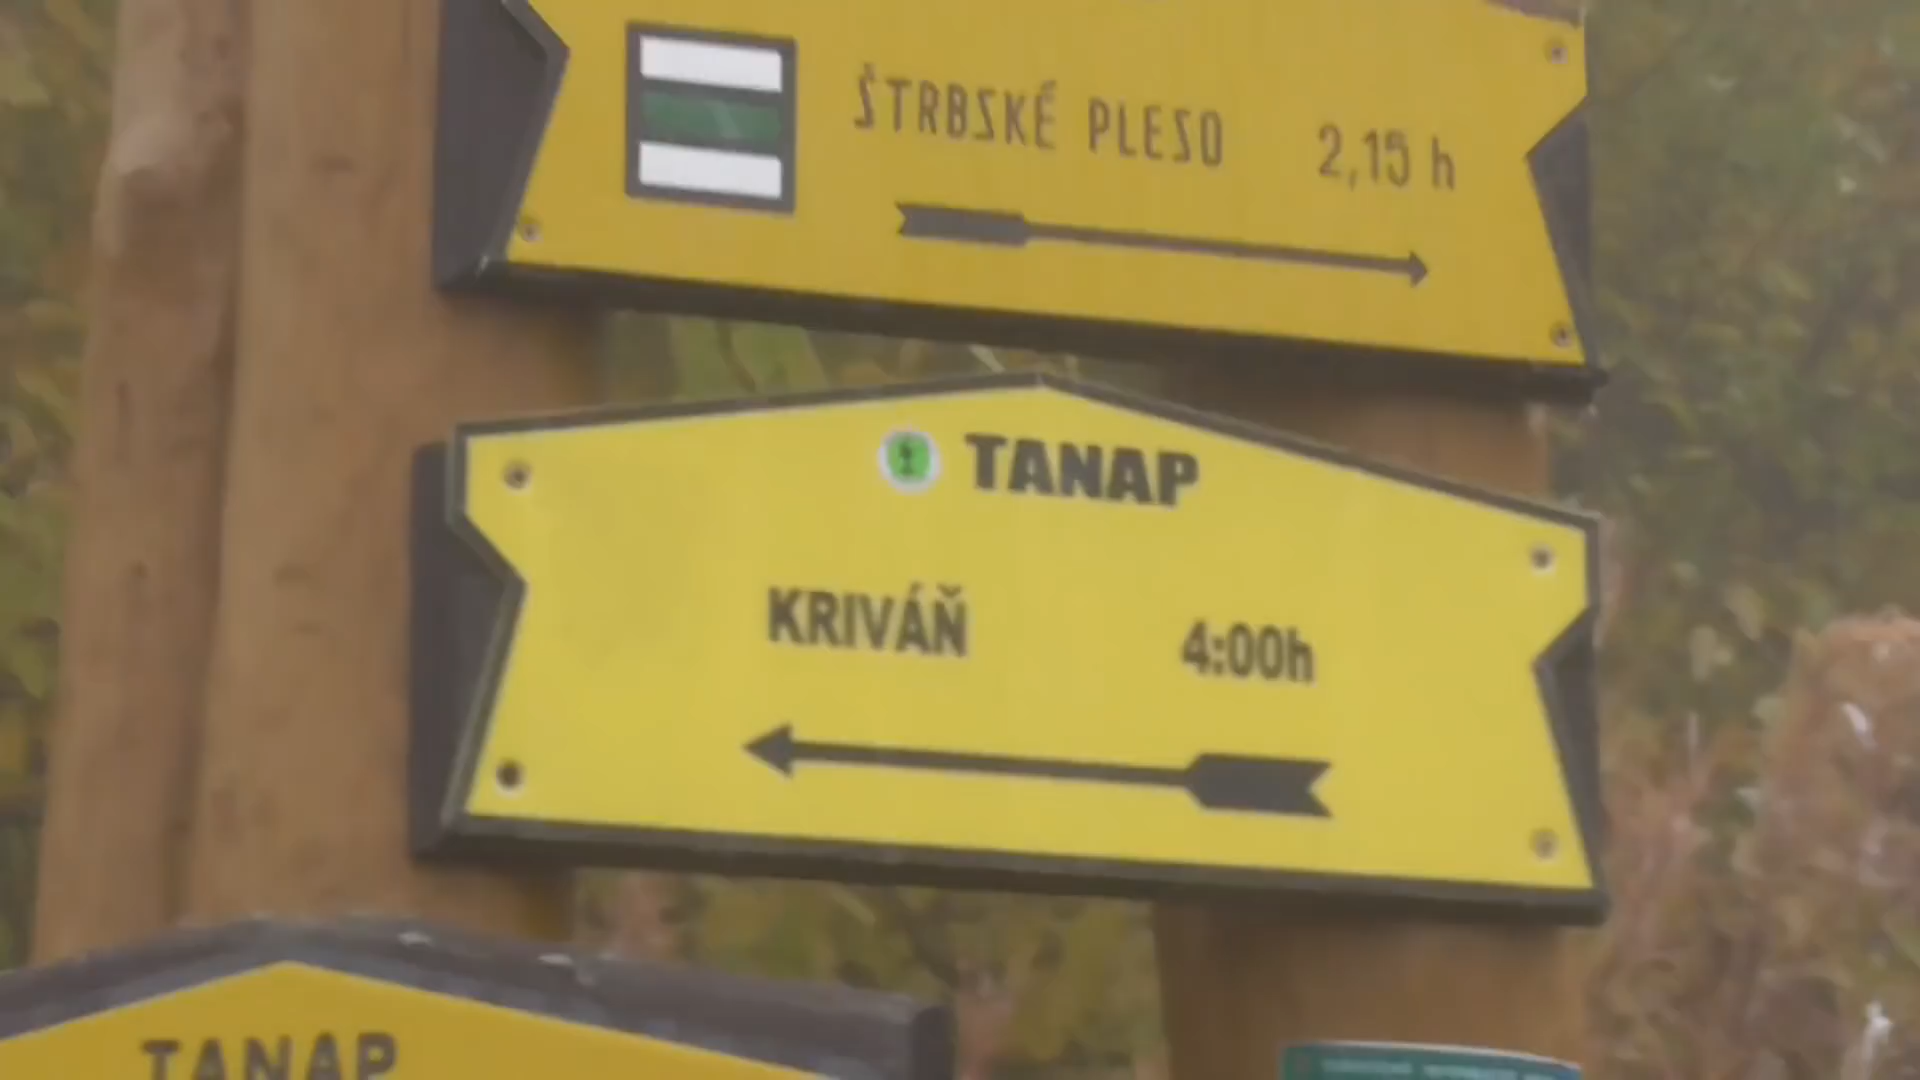 ŠTRBSKÉ PLESO 2,15 h
TANAP
KRIVÁŇ 4:00h
TANAP